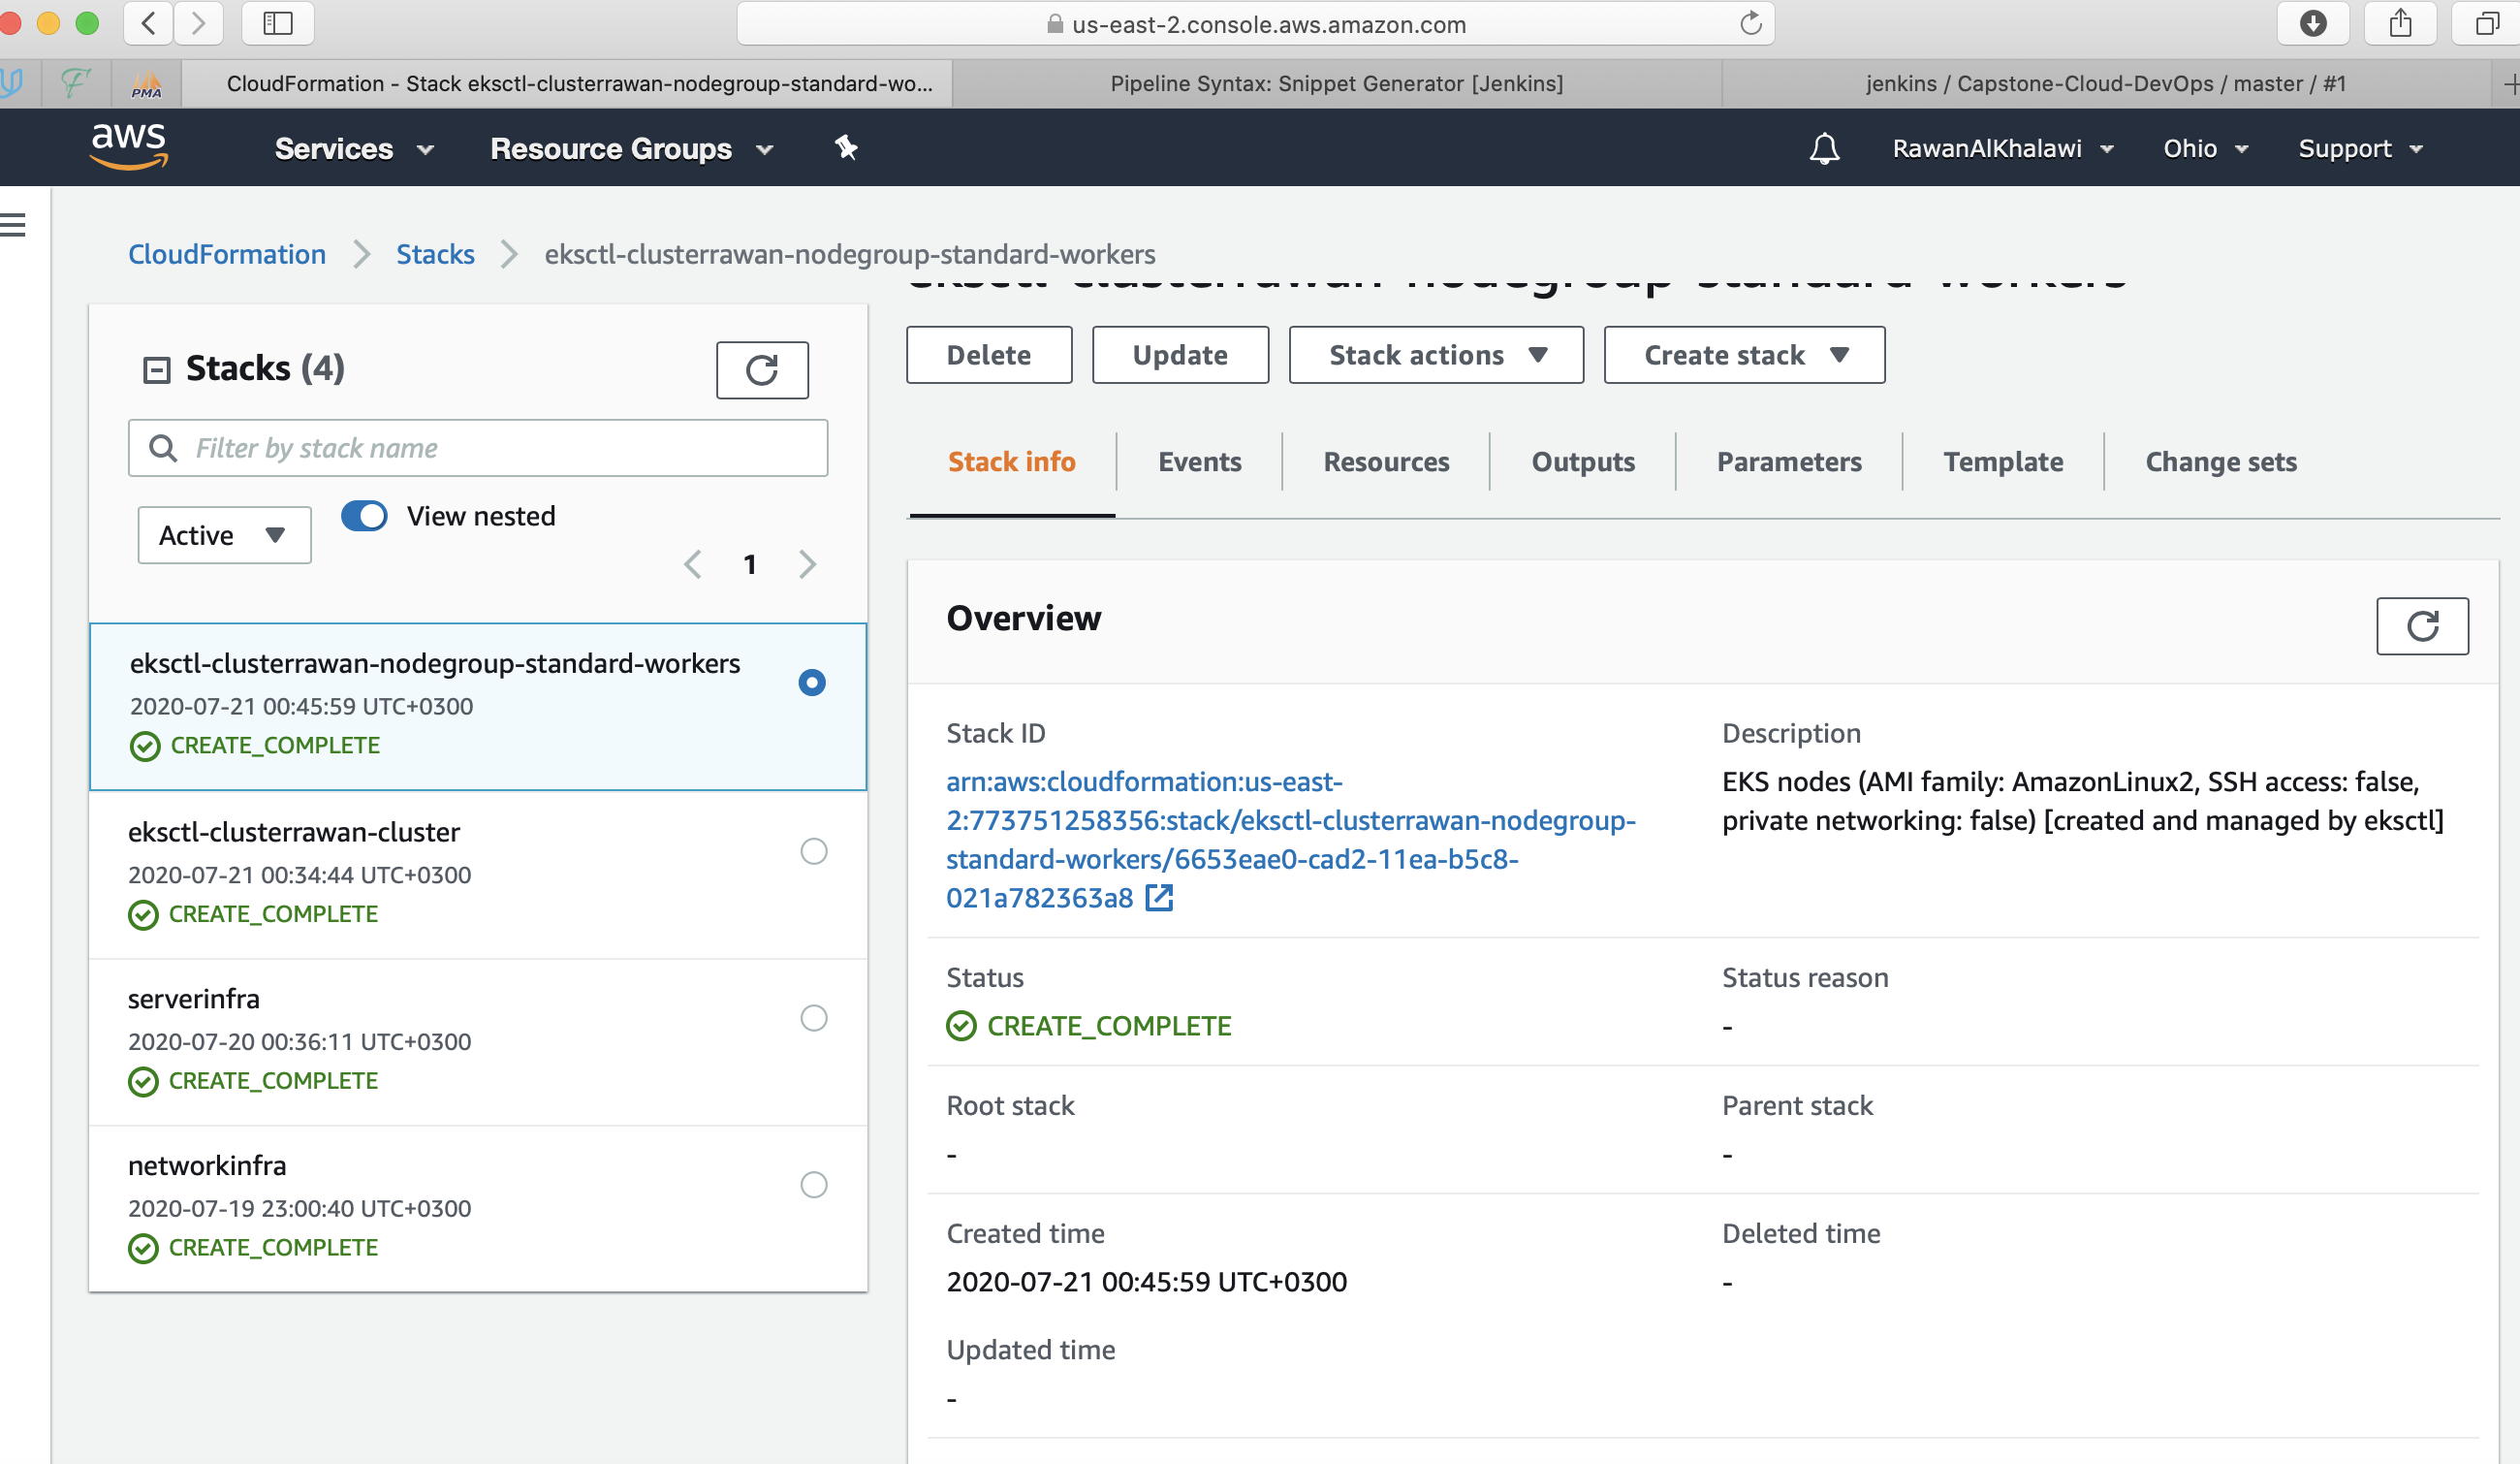 us-east-2.console.aws.amazon.com
PMA
CloudFormation - Stack eksctl-clusterrawan-nodegroup-standard-wo...
Pipeline Syntax: Snippet Generator [Jenkins]
jenkins / Capstone-Cloud-DevOps / master / #1
aws
Services
Resource Groups
RawanAlKhalawi
Ohio
Support
CloudFormation
Stacks
eksctl-clusterrawan-nodegroup-standard-workers
eksctl-clusterrawan-nodegroup-standard-workers
Stacks (4)
Filter by stack name
Active
View nested
1
eksctl-clusterrawan-nodegroup-standard-workers
2020-07-21 00:45:59 UTC+0300
CREATE_COMPLETE
eksctl-clusterrawan-cluster
2020-07-21 00:34:44 UTC+0300
CREATE_COMPLETE
serverinfra
2020-07-20 00:36:11 UTC+0300
CREATE_COMPLETE
networkinfra
2020-07-19 23:00:40 UTC+0300
CREATE_COMPLETE
Delete
Update
Stack actions
Create stack
Stack info
Events
Resources
Outputs
Parameters
Template
Change sets
Overview
Stack ID
arn:aws:cloudformation:us-east-
2:773751258356:stack/eksctl-clusterrawan-nodegroup-
standard-workers/6653eae0-cad2-11ea-b5c8-
021a782363a8
Description
EKS nodes (AMI family: AmazonLinux2, SSH access: false,
private networking: false) [created and managed by eksctl]
Status
CREATE_COMPLETE
Status reason
-
Root stack
-
Parent stack
-
Created time
2020-07-21 00:45:59 UTC+0300
Deleted time
-
Updated time
-